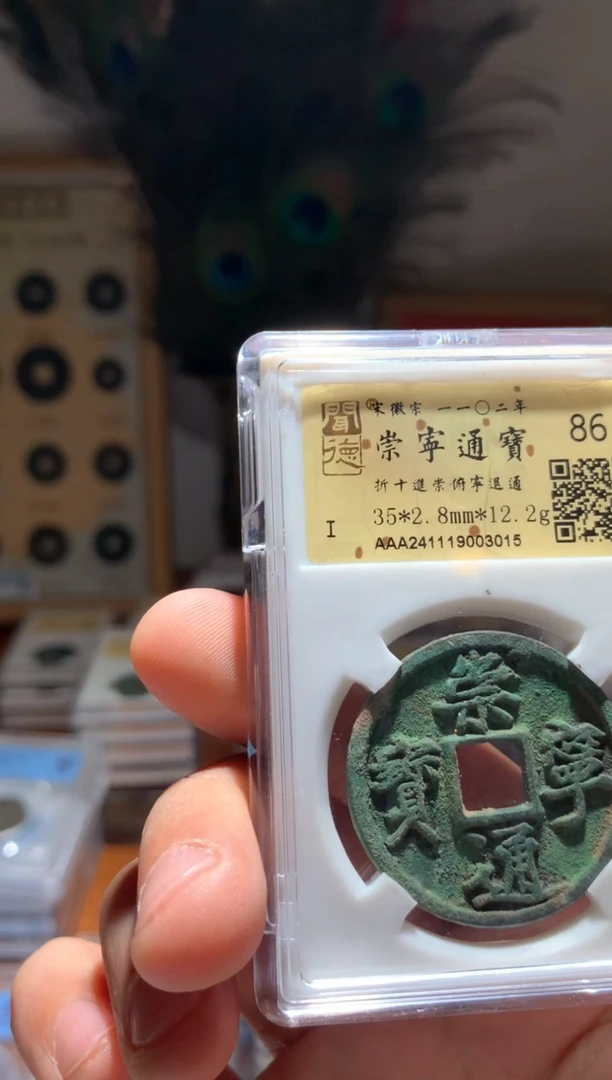 聞德® 宋徽宗 一一〇二年
崇寧通寶 86
折十進崇俯寧退通
I 35*2.8mm*12.2g
AAA241119003015
崇寧通寶